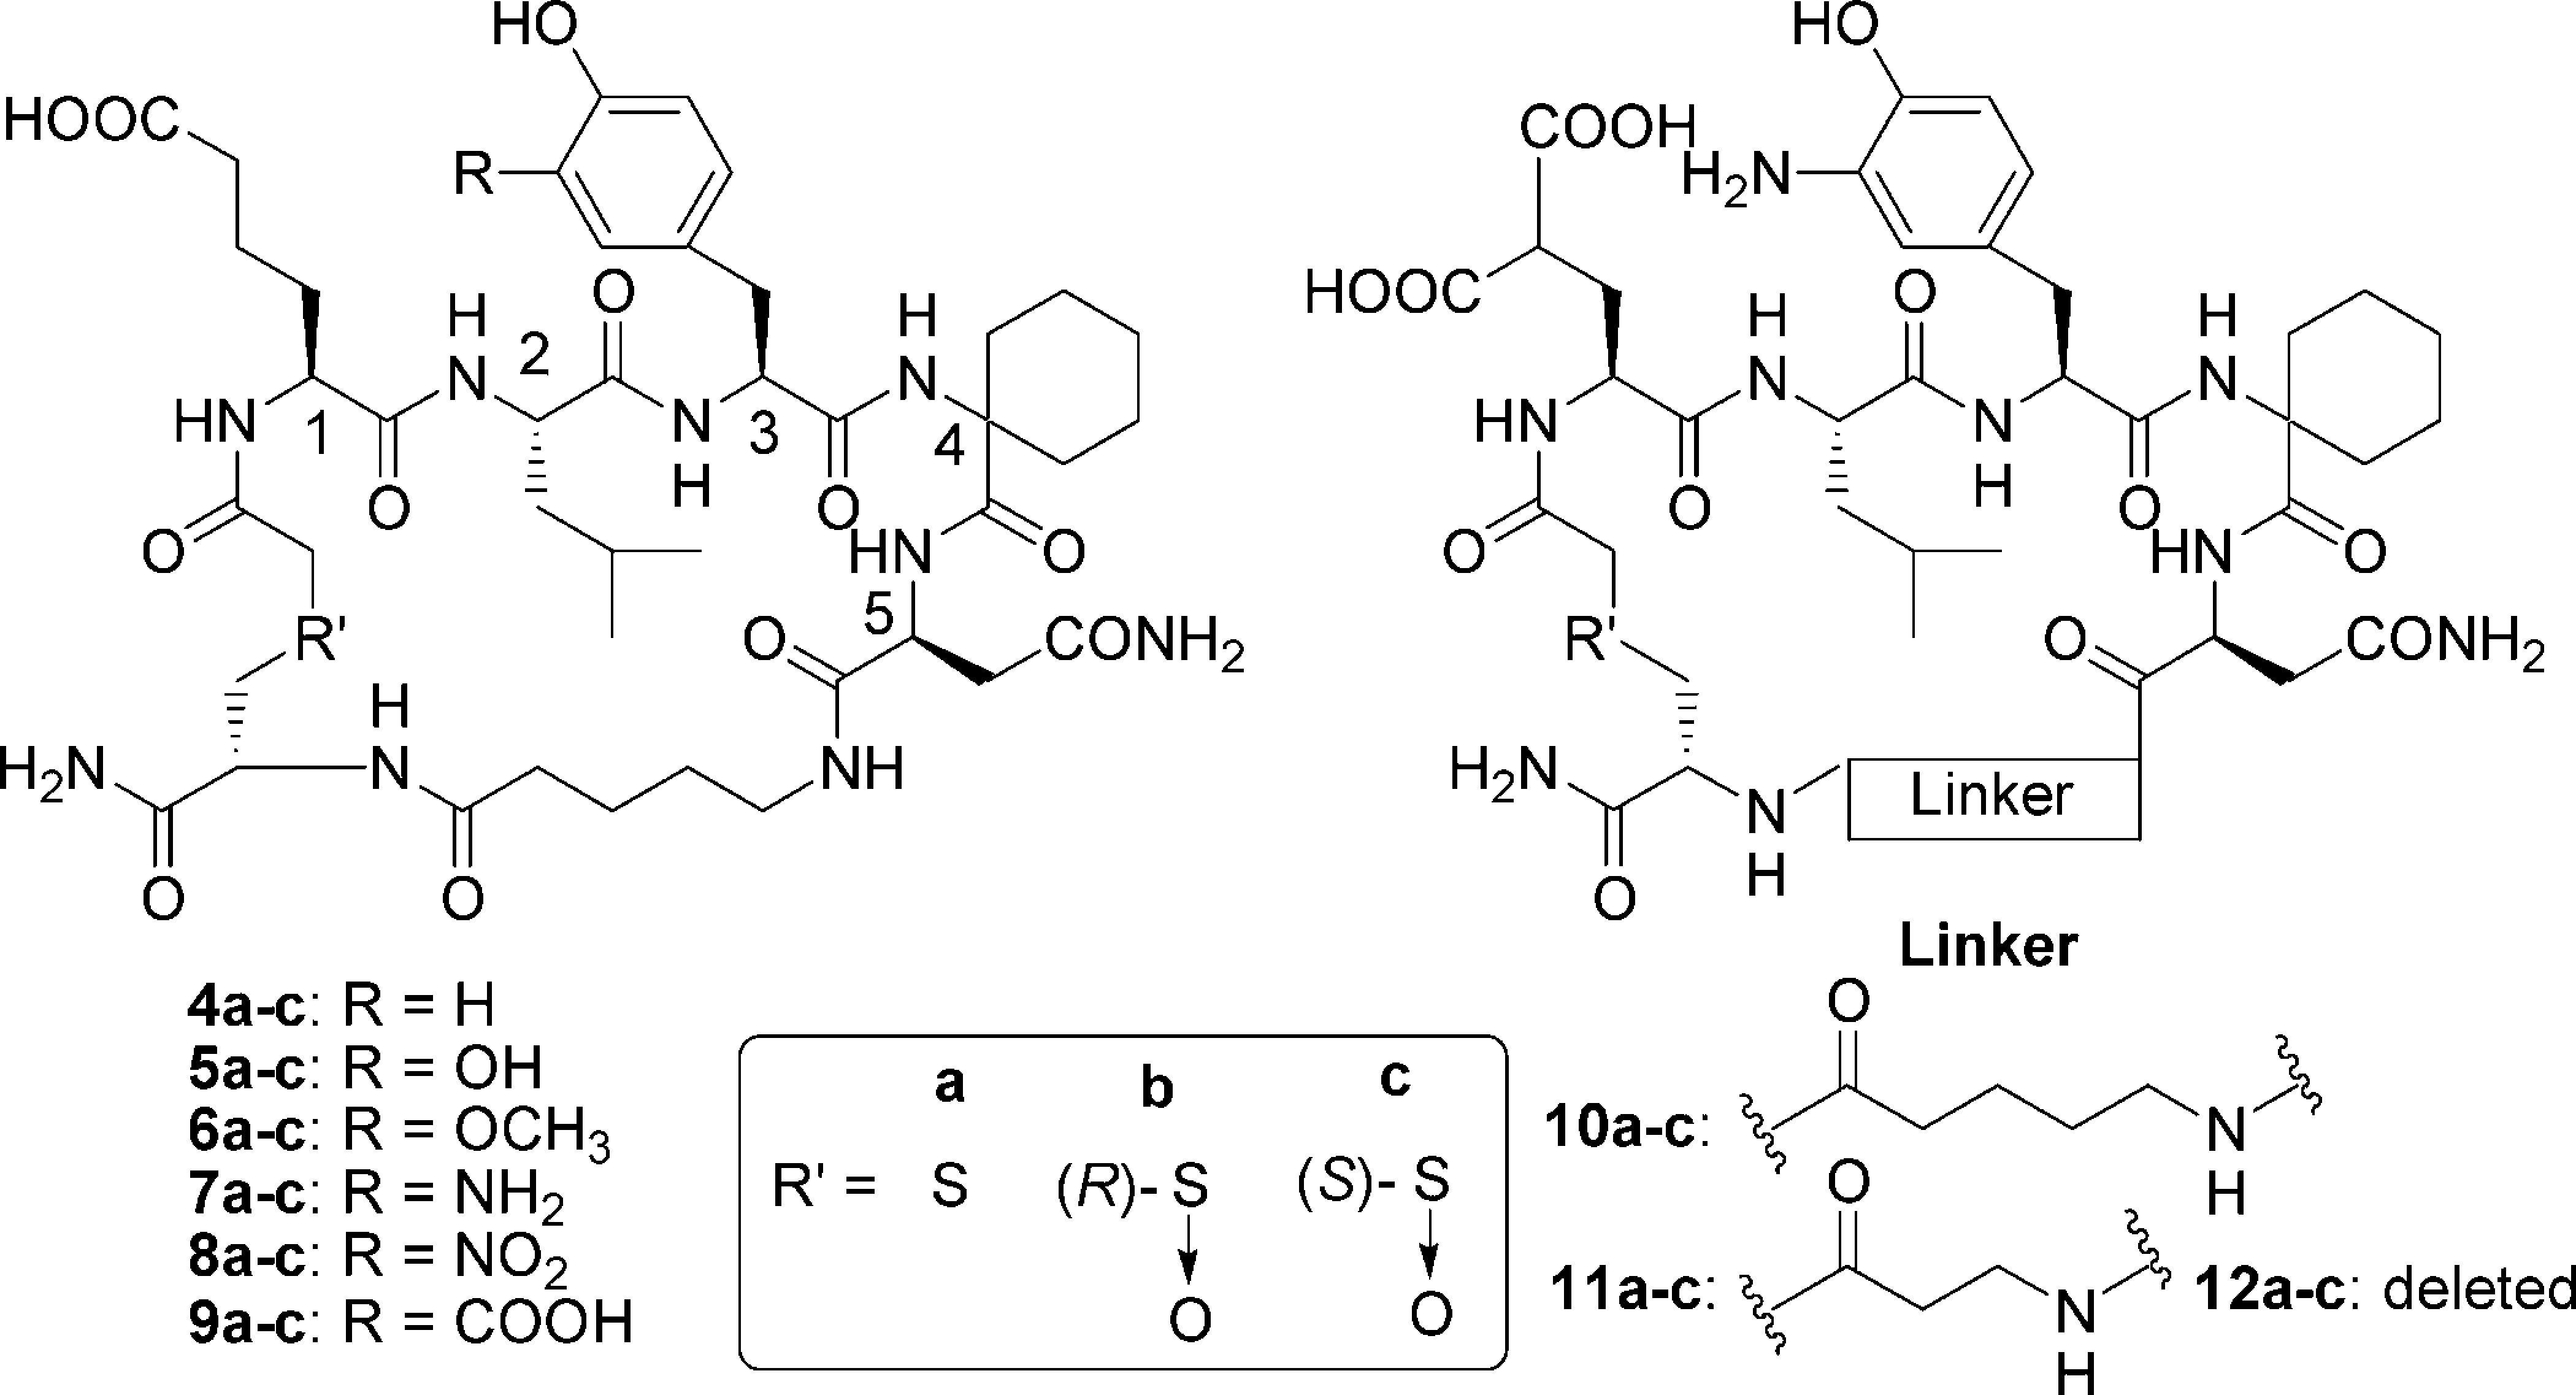 HO
HOOC
R
O
H
N
2
H
N
HN
1
O
N
H
3
O
4
O
HN
O
5
R'
O
CONH2
H
N
H2N
NH
O
O
HO
COOH
H2N
HOOC
O
H
N
H
N
HN
O
N
H
O
O
HN
O
R'
O
CONH2
H2N
N
H
Linker
O
4a-c: R = H
5a-c: R = OH
6a-c: R = OCH3
7a-c: R = NH2
8a-c: R = NO2
9a-c: R = COOH
a b c
R' = S (R)- S (S)- S
O O
Linker
O
10a-c: N
H
O
11a-c: N
H
12a-c: deleted